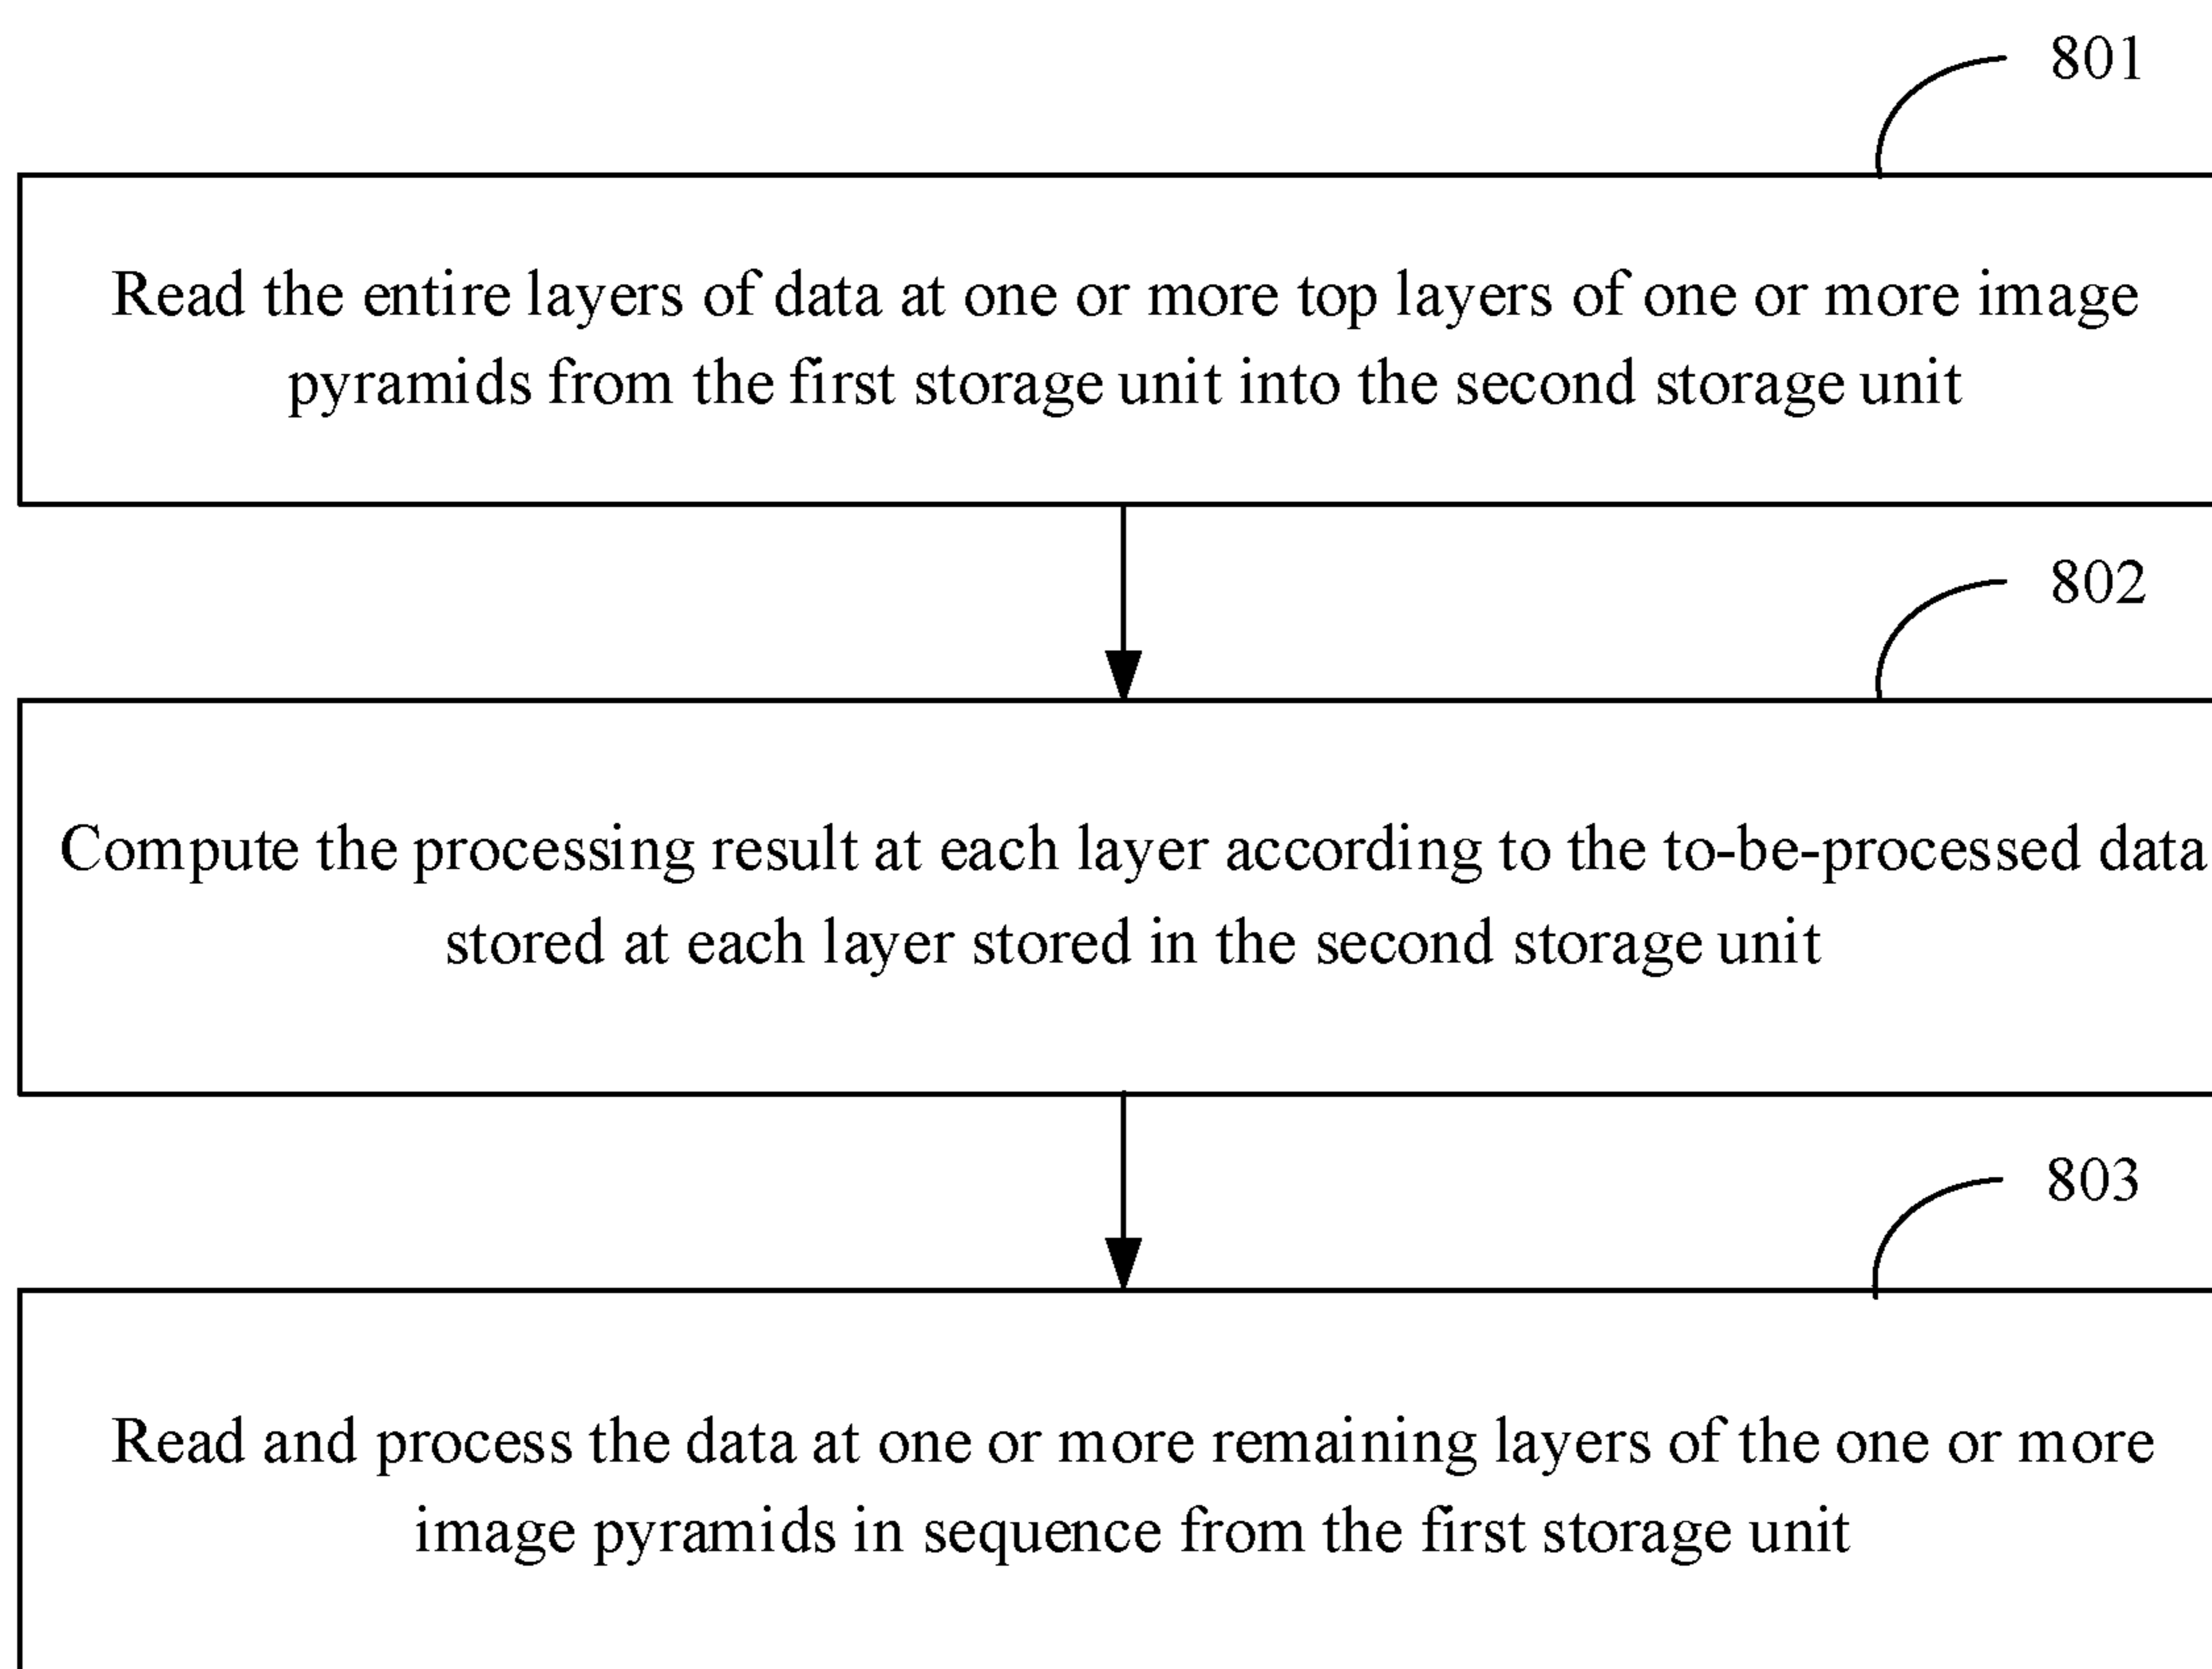 801
Read the entire layers of data at one or more top layers of one or more image
pyramids from the first storage unit into the second storage unit
802
Compute the processing result at each layer according to the to-be-processed data
stored at each layer stored in the second storage unit
803
Read and process the data at one or more remaining layers of the one or more
image pyramids in sequence from the first storage unit